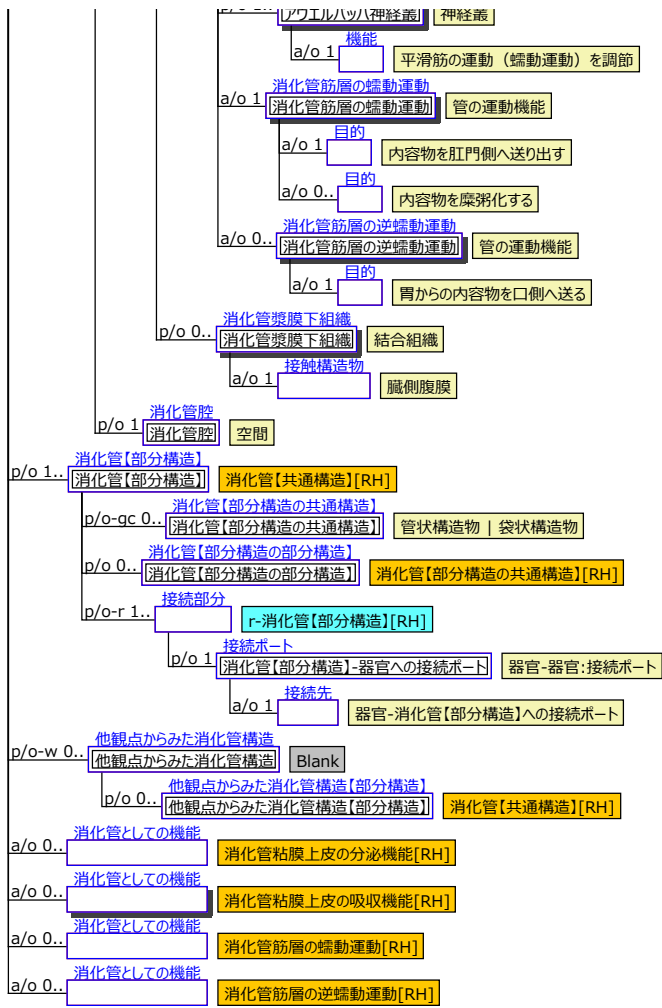 アウエルバッハ神経叢 神経叢
機能
a/o 1 平滑筋の運動（蠕動運動）を調節
消化管筋層の蠕動運動
a/o 1 消化管筋層の蠕動運動 管の運動機能
目的
a/o 1 内容物を肛門側へ送り出す
目的
a/o 0.. 内容物を糜粥化する
消化管筋層の逆蠕動運動
a/o 0.. 消化管筋層の逆蠕動運動 管の運動機能
目的
a/o 1 胃からの内容物を口側へ送る
消化管漿膜下組織
p/o 0.. 消化管漿膜下組織 結合組織
接触構造物
a/o 1 臓側腹膜
消化管腔
p/o 1 消化管腔 空間
消化管【部分構造】
p/o 1.. 消化管【部分構造】 消化管【共通構造】[RH]
消化管【部分構造の共通構造】
p/o-gc 0.. 消化管【部分構造の共通構造】 管状構造物 | 袋状構造物
消化管【部分構造の部分構造】
p/o 0.. 消化管【部分構造の部分構造】 消化管【部分構造の共通構造】[RH]
接続部分
p/o-r 1.. r-消化管【部分構造】[RH]
接続ポート
p/o 1 消化管【部分構造】-器官への接続ポート 器官-器官:接続ポート
接続先
a/o 1 器官-消化管【部分構造】への接続ポート
他観点からみた消化管構造
p/o-w 0.. 他観点からみた消化管構造 Blank
他観点からみた消化管構造【部分構造】
p/o 0.. 他観点からみた消化管構造【部分構造】 消化管【共通構造】[RH]
消化管としての機能
a/o 0.. 消化管粘膜上皮の分泌機能[RH]
消化管としての機能
a/o 0.. 消化管粘膜上皮の吸収機能[RH]
消化管としての機能
a/o 0.. 消化管筋層の蠕動運動[RH]
消化管としての機能
a/o 0.. 消化管筋層の逆蠕動運動[RH]